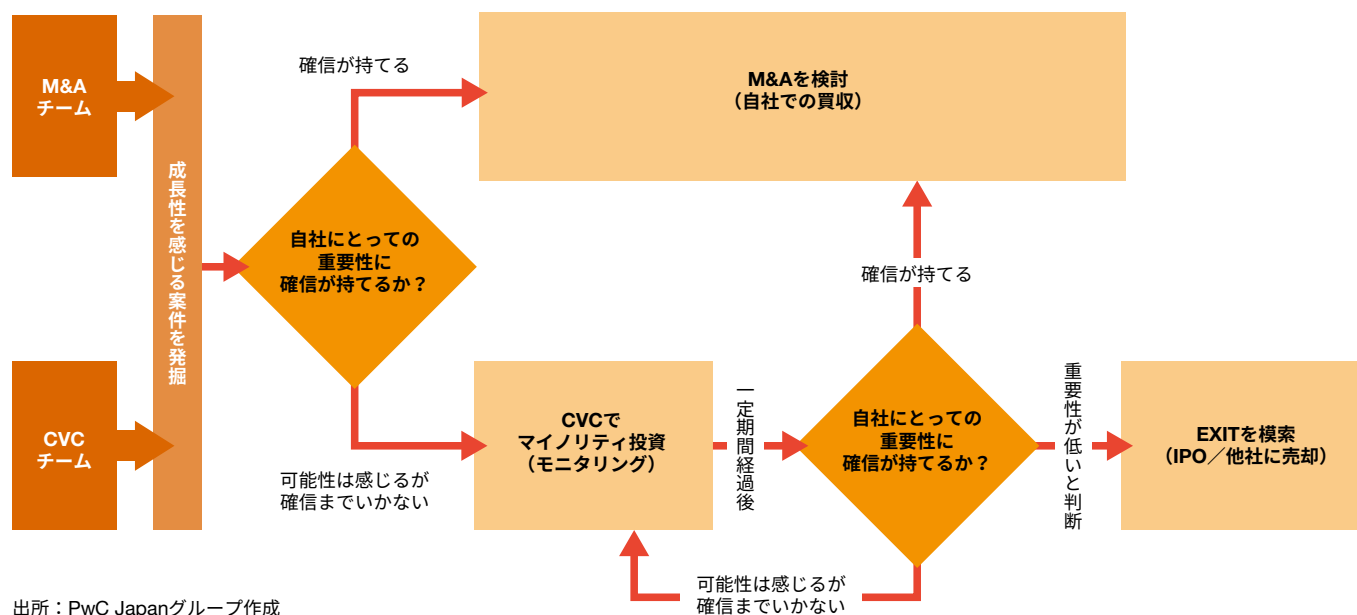 M&A
チーム
CVC
チーム
成長性を感じる案件を発掘
自社にとっての
重要性に
確信が持てるか？
確信が持てる
M&Aを検討
（自社での買収）
可能性は感じるが
確信までいかない
CVCで
マイノリティ投資
（モニタリング）
一定期間経過後
自社にとっての
重要性に
確信が持てるか？
確信が持てる
可能性は感じるが
確信までいかない
重要性が低いと判断
EXITを模索
（IPO／他社に売却）
出所：PwC Japanグループ作成